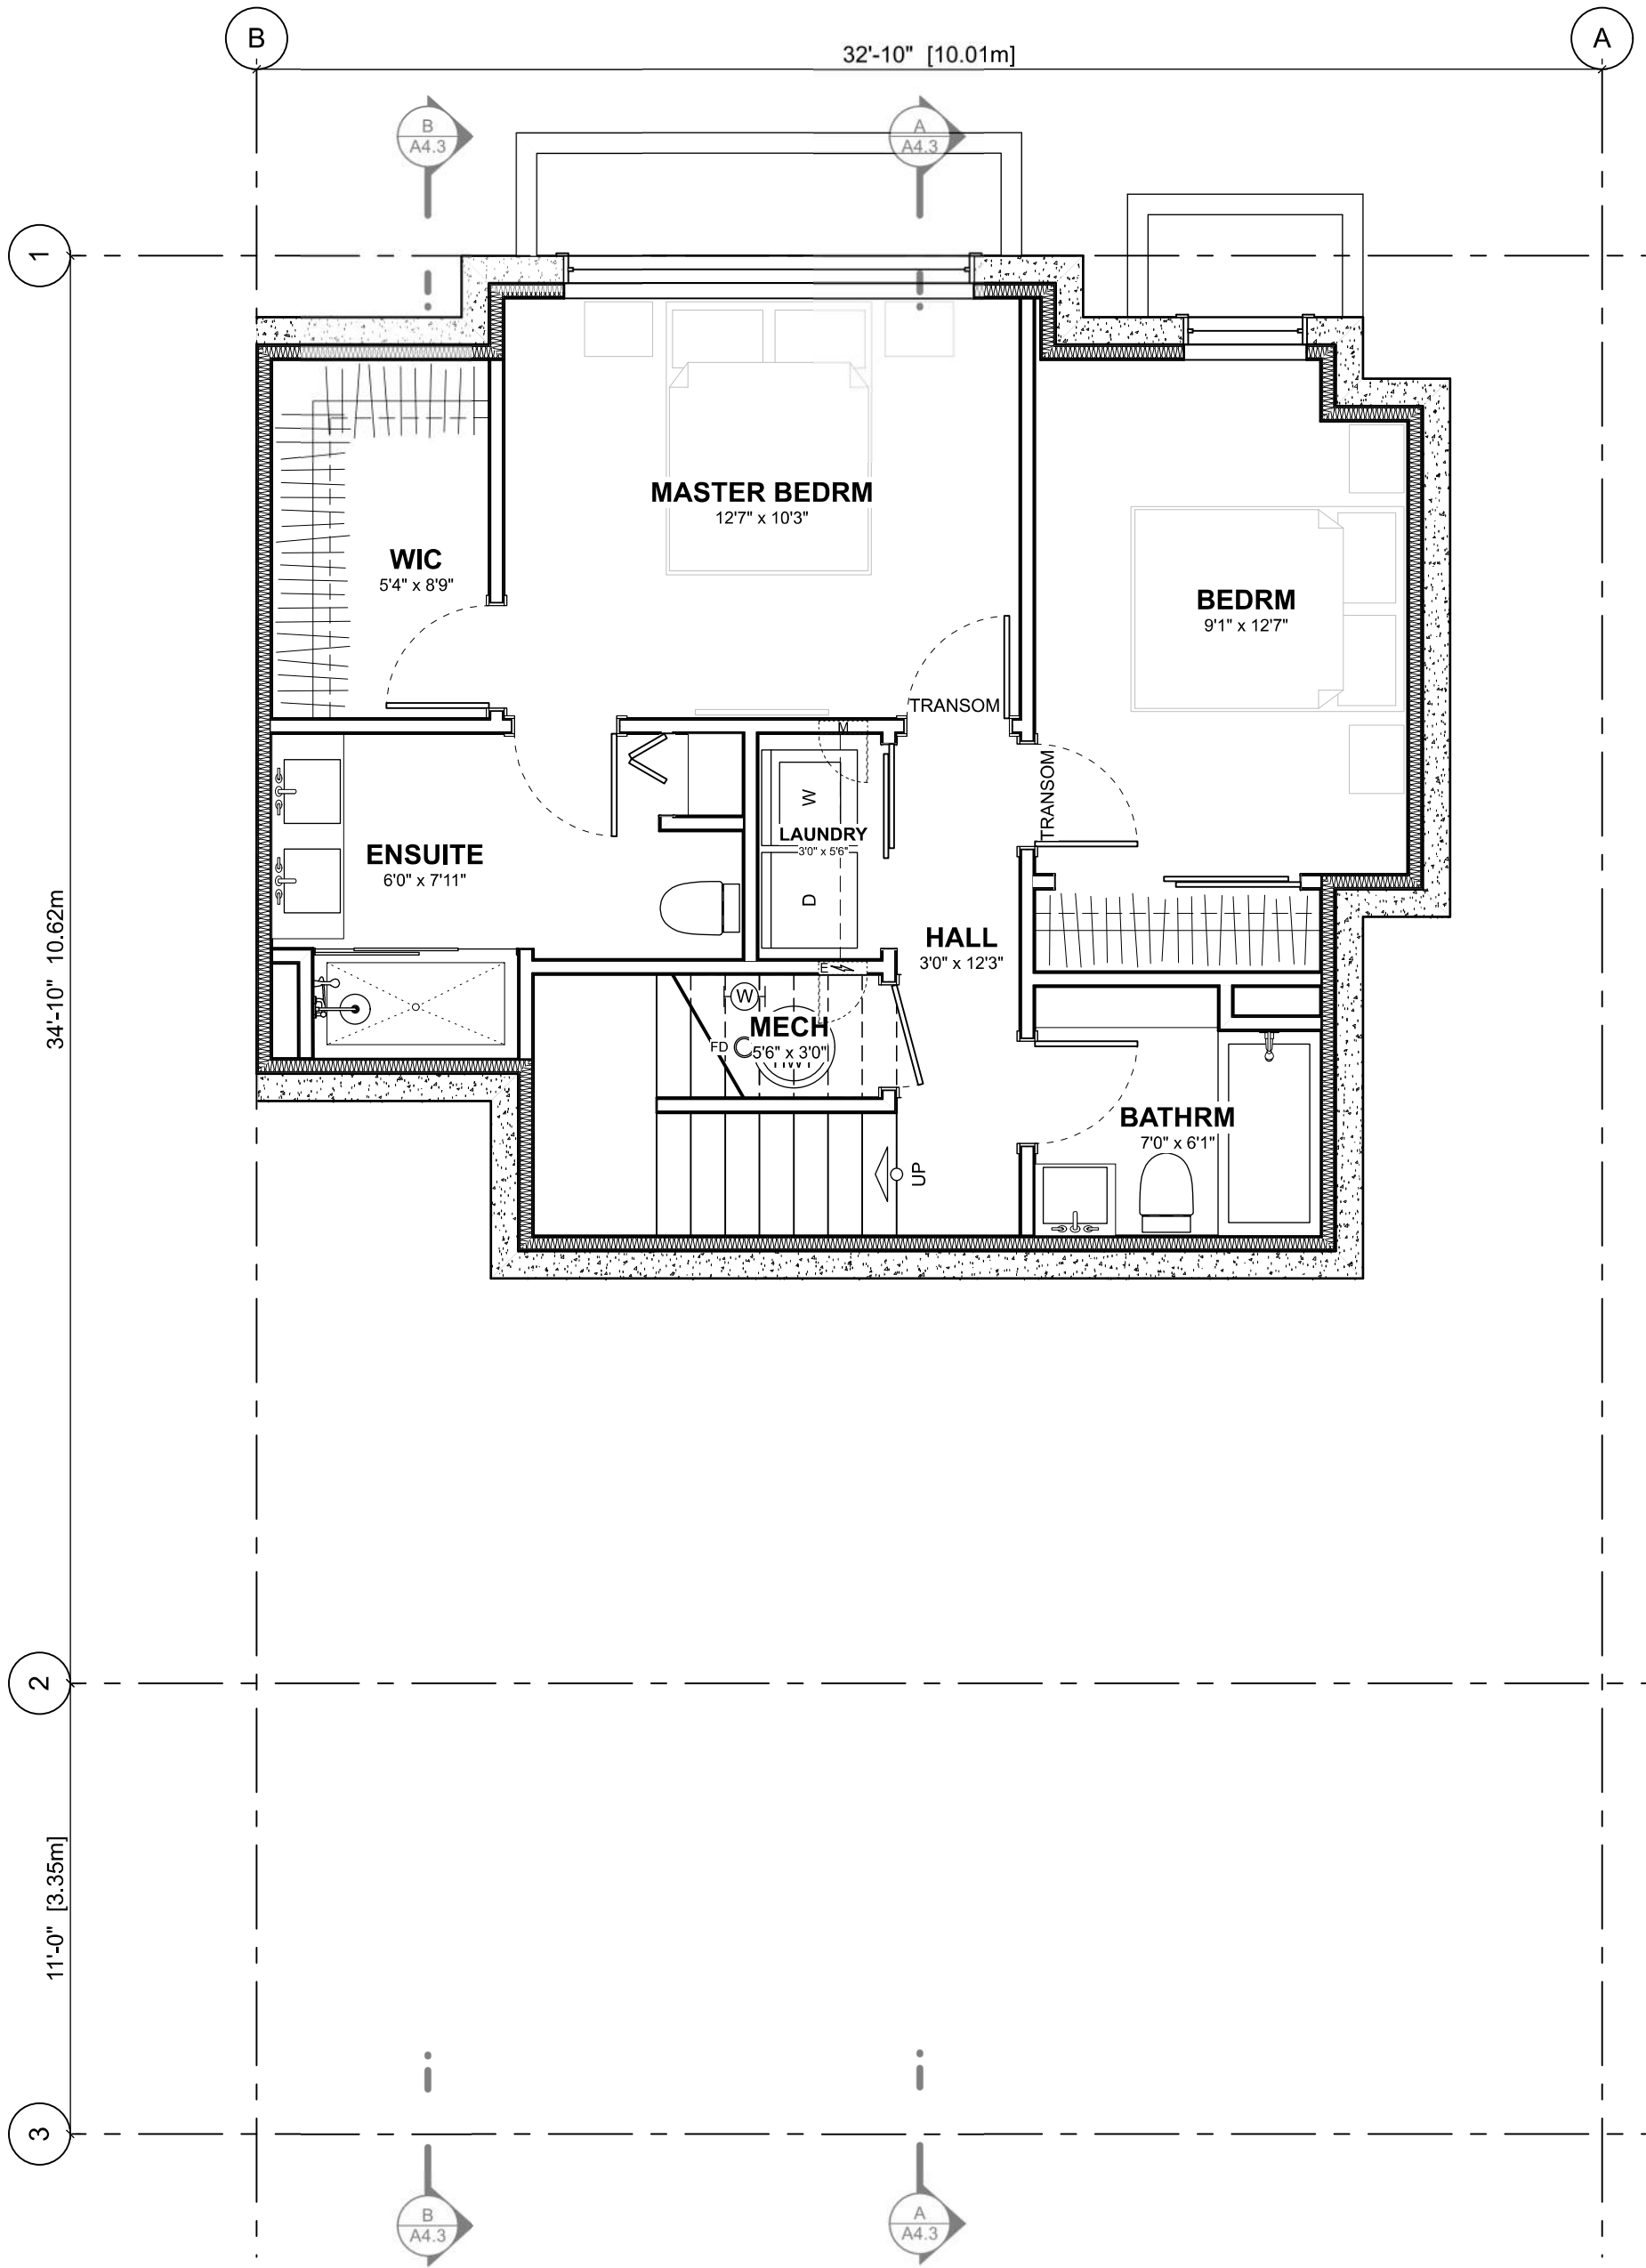 B
A
32'-10" [10.01m]
B
A4.3
A
A4.3
1
MASTER BEDRM
12'7" x 10'3"
WIC
5'4" x 8'9"
BEDRM
9'1" x 12'7"
TRANSOM
M
TRANSOM
W
LAUNDRY
3'0" x 5'6"
ENSUITE
6'0" x 7'11"
D
34'-10" 10.62m
HALL
3'0" x 12'3"
E
W
MECH
FD
5'6" x 3'0"
BATHRM
7'0" x 6'1"
UP
2
11'-0" [3.35m]
3
B
A4.3
A
A4.3